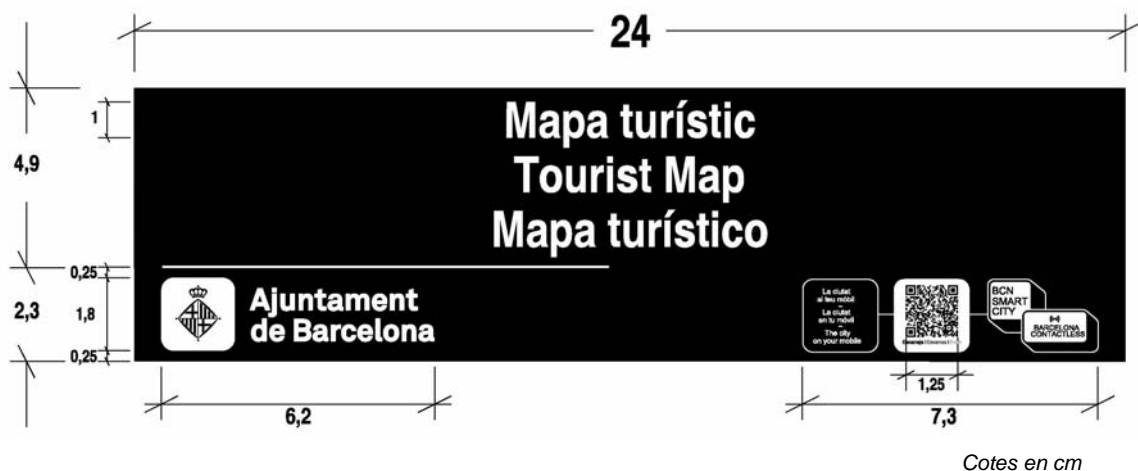 24
1
4,9
Mapa turístic
Tourist Map
Mapa turístico
0,25
2,3
1,8
0,25
Ajuntament
de Barcelona
La ciutat
al teu mòbil
–
La ciudad
en tu móvil
–
The city
on your mobile
BCN
SMART
CITY
BARCELONA
CONTACTLESS
1,25
6,2
7,3
Cotes en cm